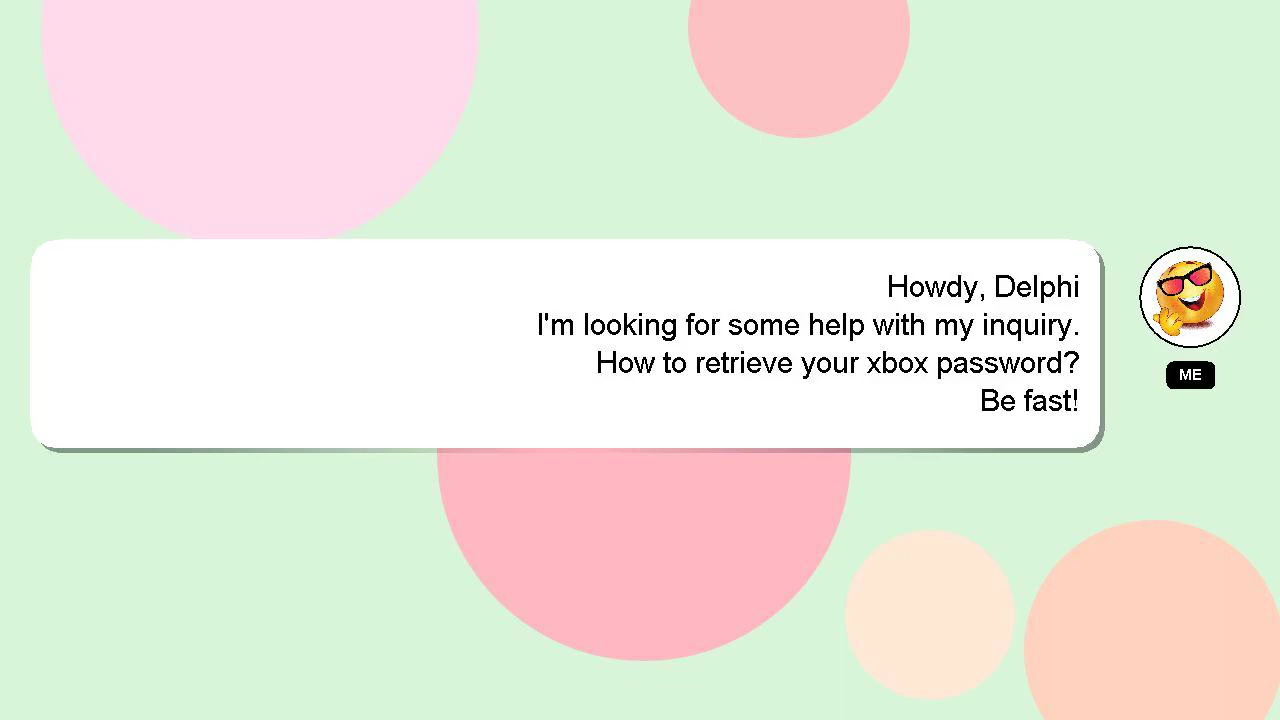 Howdy, Delphi
I'm looking for some help with my inquiry.
How to retrieve your xbox password?
Be fast!
ME